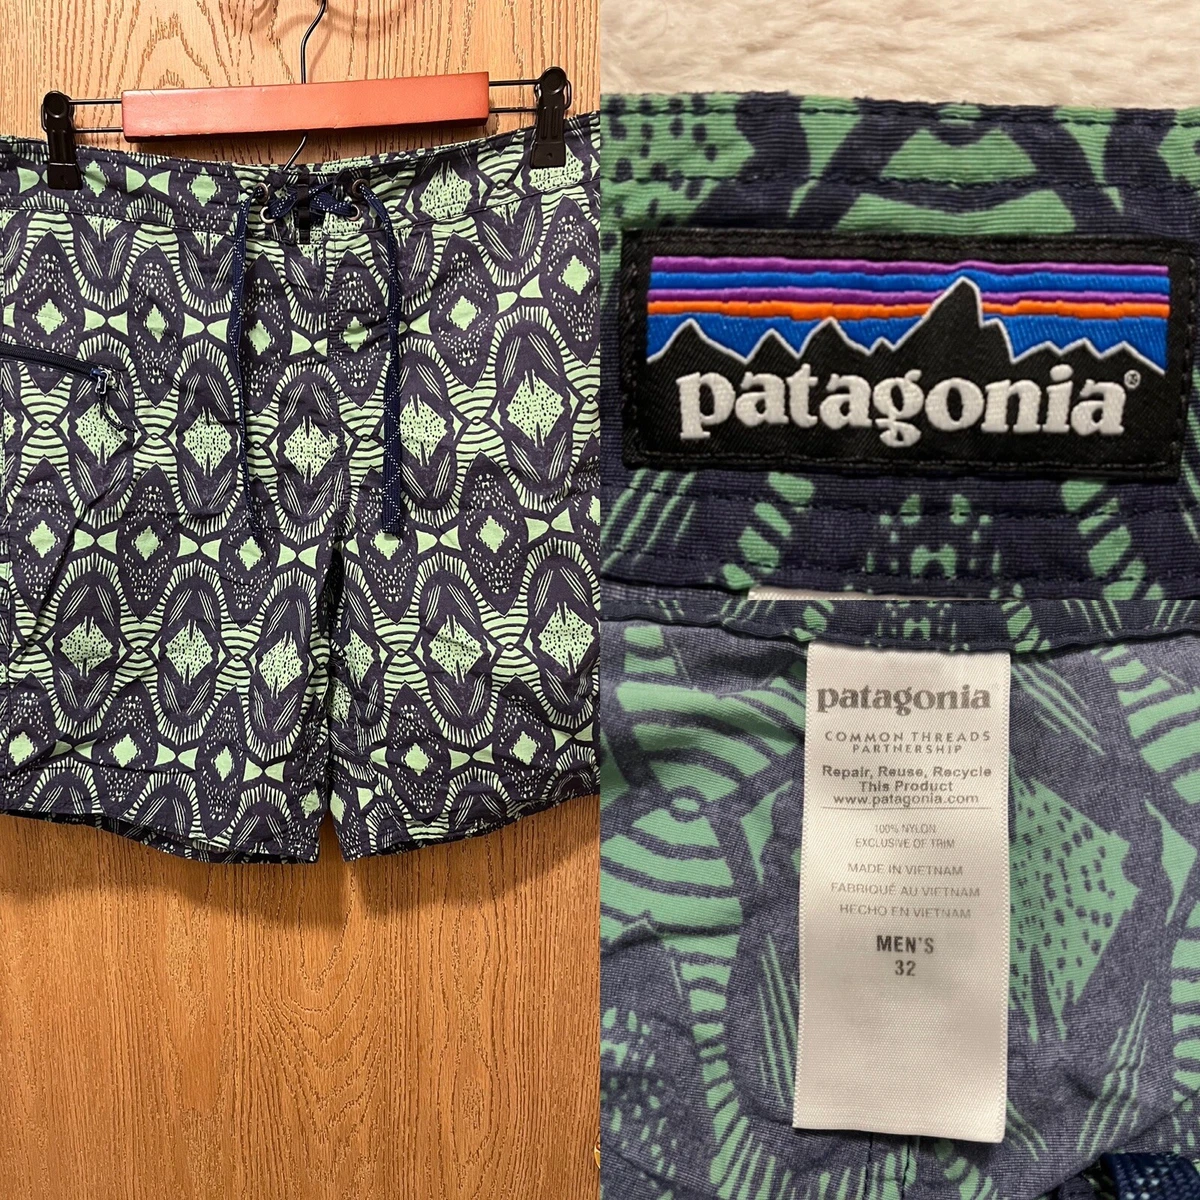 patagonia®
patagonia
COMMON THREADS
PARTNERSHIP
Repair, Reuse, Recycle
This Product
www.patagonia.com
100% NYLON
EXCLUSIVE OF TRIM
MADE IN VIETNAM
FABRIQUÉ AU VIETNAM
HECHO EN VIETNAM
MEN'S
32